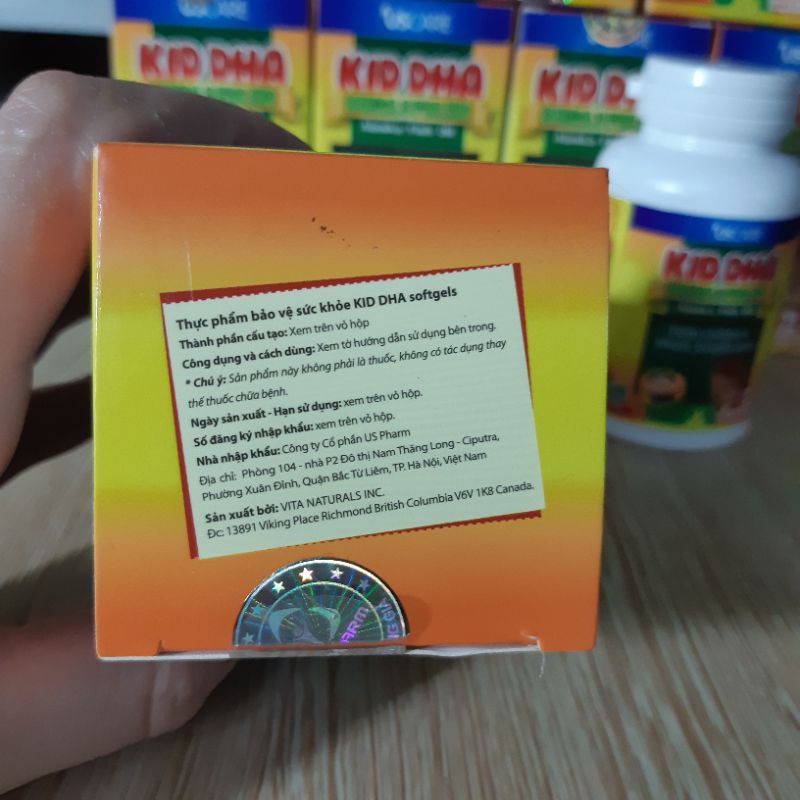 KID DHA
KID DHA
KID
KID DHA
Thực phẩm bảo vệ sức khỏe KID DHA softgels
Thành phần cấu tạo: Xem trên vỏ hộp
Công dụng và cách dùng: Xem tờ hướng dẫn sử dụng bên trong.
* Chú ý: Sản phẩm này không phải là thuốc, không có tác dụng thay
thế thuốc chữa bệnh.
Ngày sản xuất - Hạn sử dụng: xem trên vỏ hộp.
Số đăng ký nhập khẩu: xem trên vỏ hộp.
Nhà nhập khẩu: Công ty Cổ phần US Pharm
Địa chỉ: Phòng 104 - nhà P2 Đô thị Nam Thăng Long - Ciputra,
Phường Xuân Đỉnh, Quận Bắc Từ Liêm, TP. Hà Nội, Việt Nam
Sản xuất bởi: VITA NATURALS INC.
Đc: 13891 Viking Place Richmond British Columbia V6V 1K8 Canada.